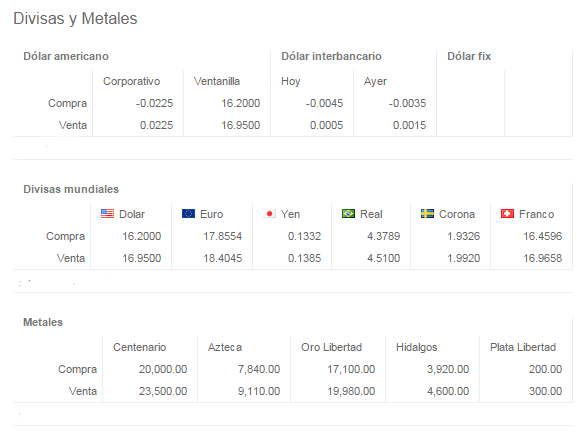 Divisas y Metales
Dólar americano Dólar interbancario Dólar fix
Corporativo Ventanilla Hoy Ayer
Compra -0.0225 16.2000 -0.0045 -0.0035
Venta 0.0225 16.9500 0.0005 0.0015
Divisas mundiales
Dolar Euro Yen Real Corona Franco
Compra 16.2000 17.8554 0.1332 4.3789 1.9326 16.4596
Venta 16.9500 18.4045 0.1385 4.5100 1.9920 16.9658
Metales
Centenario Azteca Oro Libertad Hidalgos Plata Libertad
Compra 20,000.00 7,840.00 17,100.00 3,920.00 200.00
Venta 23,500.00 9,110.00 19,980.00 4,600.00 300.00